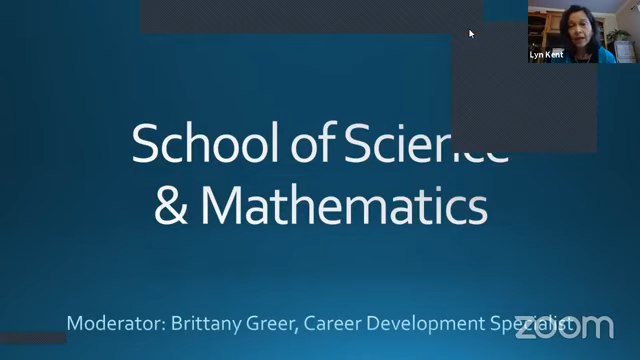 Lyn Kent
School of Science
& Mathematics
Moderator: Brittany Greer, Career Development Specialist
zoom